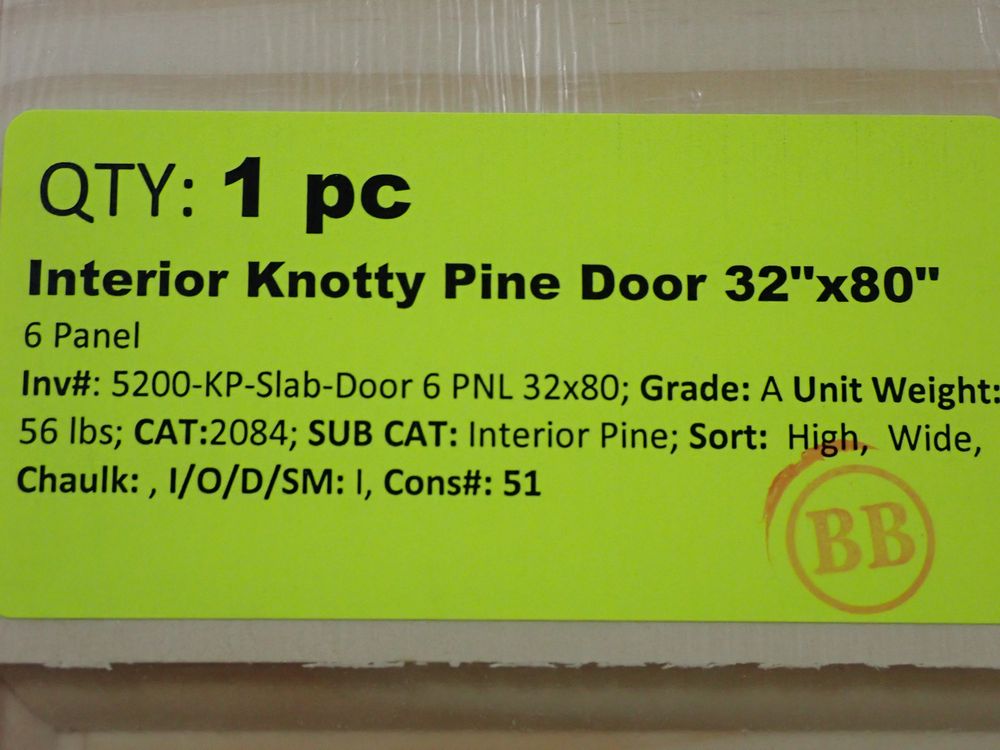 QTY: 1 pc
Interior Knotty Pine Door 32"x80"
6 Panel
Inv#: 5200-KP-Slab-Door 6 PNL 32x80; Grade: A Unit Weight:
56 lbs; CAT:2084; SUB CAT: Interior Pine; Sort: High, Wide,
Chaulk: , I/O/D/SM: I, Cons#: 51
BB